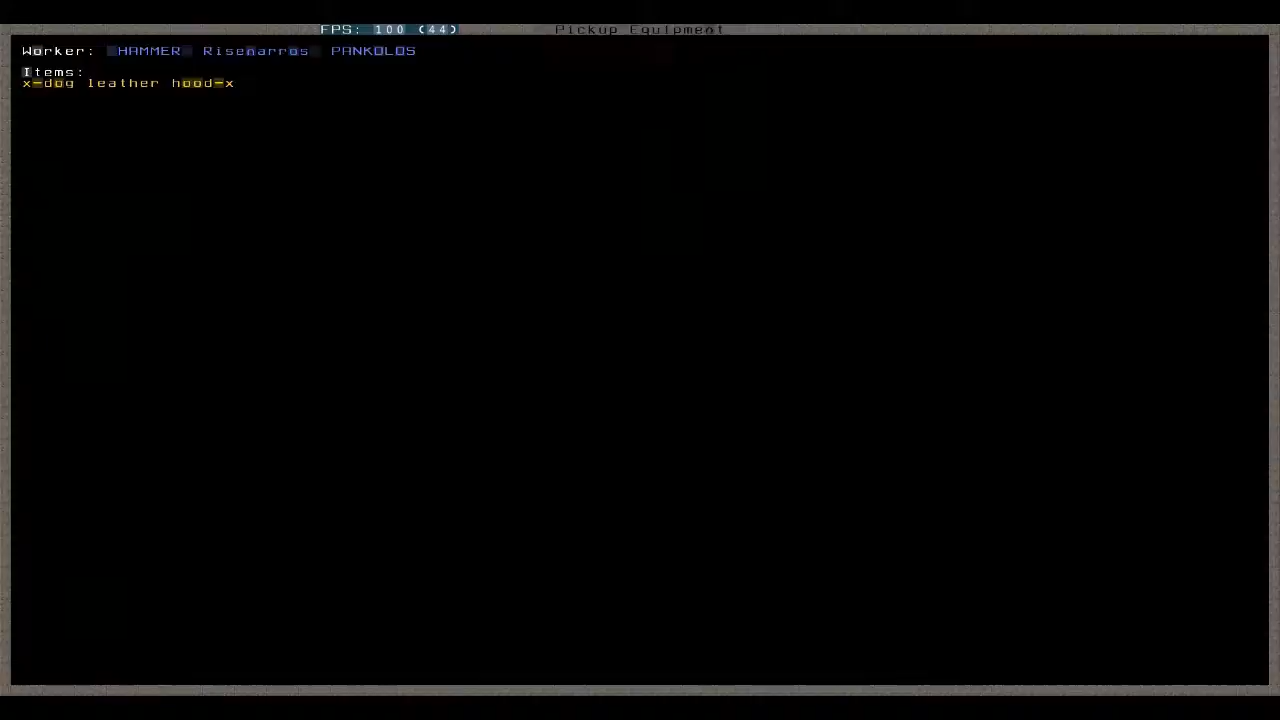 FPS: 100 (44) Pickup Equipment
Worker: HAMMER Risenarros PANKOLOS
Items:
x-dog leather hood-x